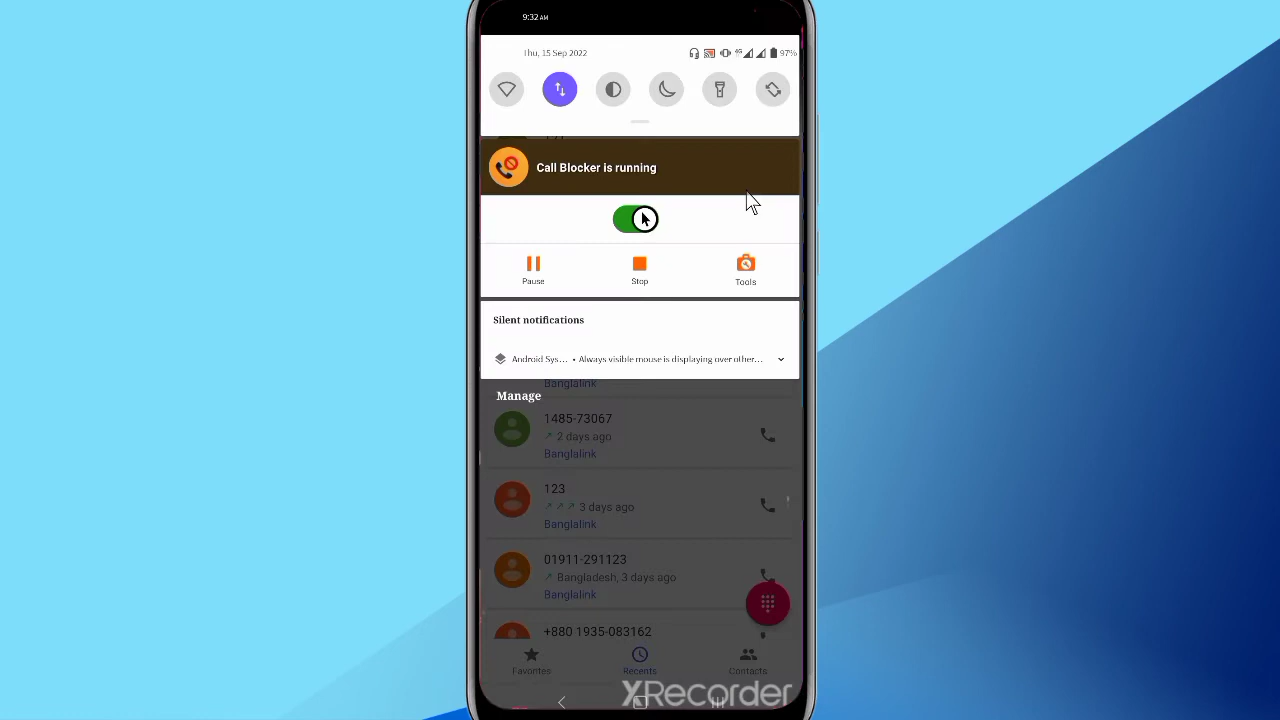 9:32 AM
Thu, 15 Sep 2022
4G
97%
Call Blocker is running
Pause
Stop
Tools
Silent notifications
Android Sys... • Always visible mouse is displaying over other...
Banglalink
Manage
1485-73067
↗ 2 days ago
Banglalink
123
↗ ↗ ↗ 3 days ago
Banglalink
01911-291123
↗ Bangladesh, 3 days ago
Banglalink
+880 1935-083162
Favorites
Recents
Contacts
XRecorder